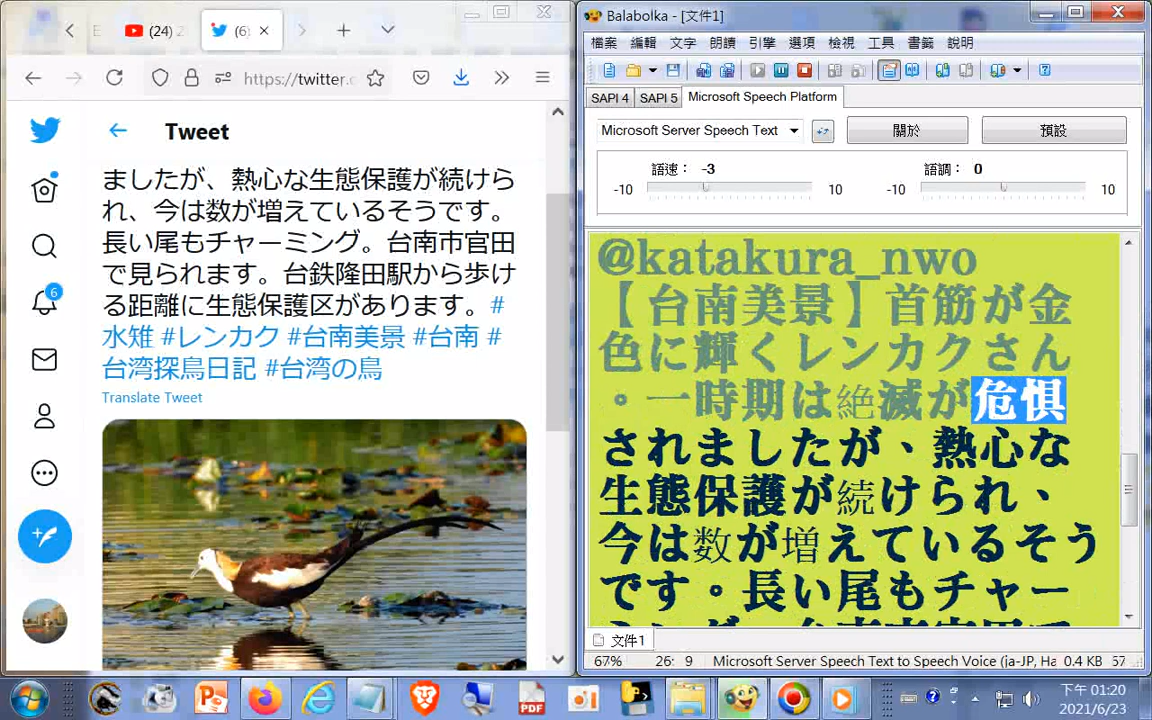 (24)
(6)
https://twitter.c
Tweet
ましたが、熱心な生態保護が続けら
れ、今は数が増えているそうです。
長い尾もチャーミング。台南市官田
で見られます。台鉄隆田駅から歩け
る距離に生態保護区があります。#
水雉 #レンカク #台南美景 #台南 #
台湾探鳥日記 #台湾の鳥
Translate Tweet
6
Balabolka - [文件1]
檔案 編輯 文字 朗讀 引擎 選項 檢視 工具 書籤 說明
SAPI 4 SAPI 5 Microsoft Speech Platform
Microsoft Server Speech Text 關於 預設
語速： -3 語調： 0
-10 10 -10 10
@katakura_nwo
【台南美景】首筋が金
色に輝くレンカクさん
。一時期は絶滅が危惧
されましたが、熱心な
生態保護が続けられ、
今は数が増えているそう
です。長い尾もチャー
文件1
67% 26: 9 Microsoft Server Speech Text to Speech Voice (ja-JP, Ha 0.4 KB 57
PDF
下午 01:20
2021/6/23